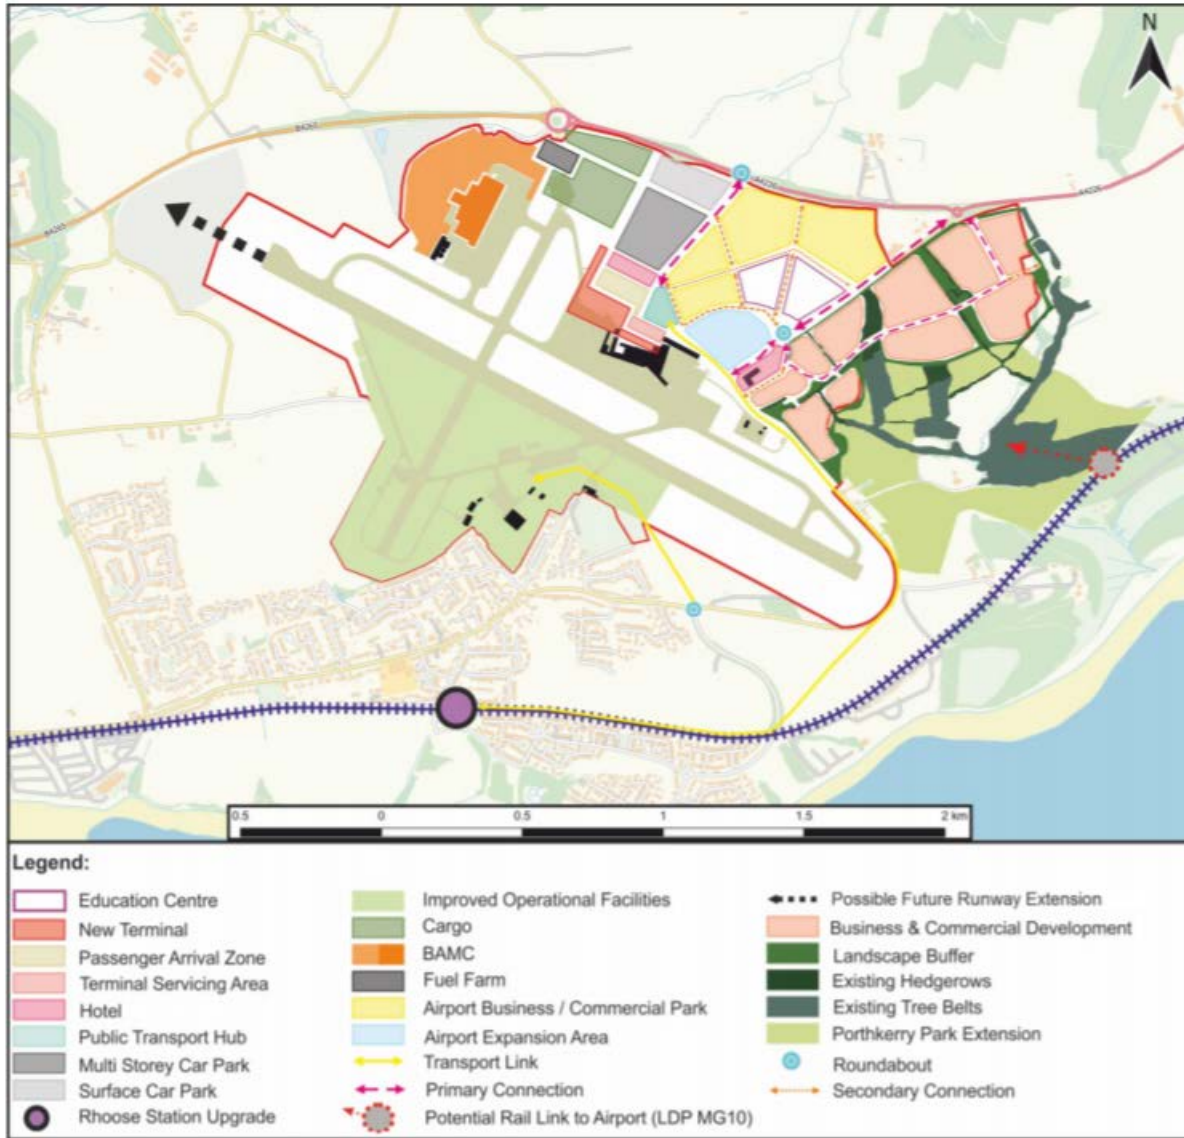 N
B4265
A4226
A4226
B4265
0.5
0
0.5
1
1.5
2 km
Legend:
Education Centre
New Terminal
Passenger Arrival Zone
Terminal Servicing Area
Hotel
Public Transport Hub
Multi Storey Car Park
Surface Car Park
Rhoose Station Upgrade
Improved Operational Facilities
Cargo
BAMC
Fuel Farm
Airport Business / Commercial Park
Airport Expansion Area
Transport Link
Primary Connection
Potential Rail Link to Airport (LDP MG10)
Possible Future Runway Extension
Business & Commercial Development
Landscape Buffer
Existing Hedgerows
Existing Tree Belts
Porthkerry Park Extension
Roundabout
Secondary Connection